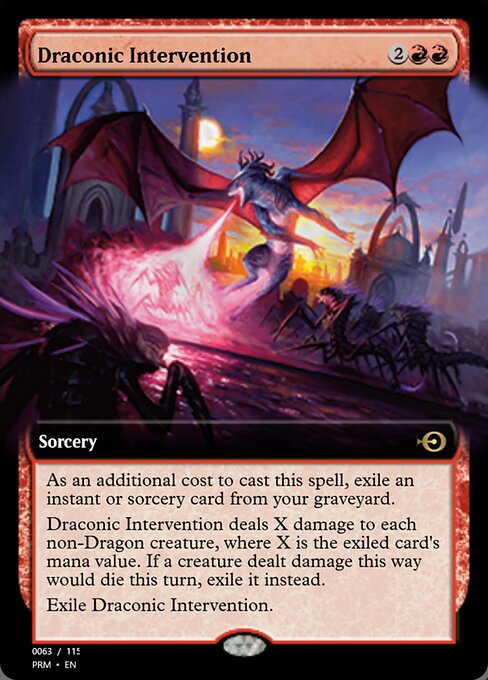 Draconic Intervention 2
Sorcery
As an additional cost to cast this spell, exile an
instant or sorcery card from your graveyard.
Draconic Intervention deals X damage to each
non-Dragon creature, where X is the exiled card's
mana value. If a creature dealt damage this way
would die this turn, exile it instead.
Exile Draconic Intervention.
0063 / 115
PRM • EN